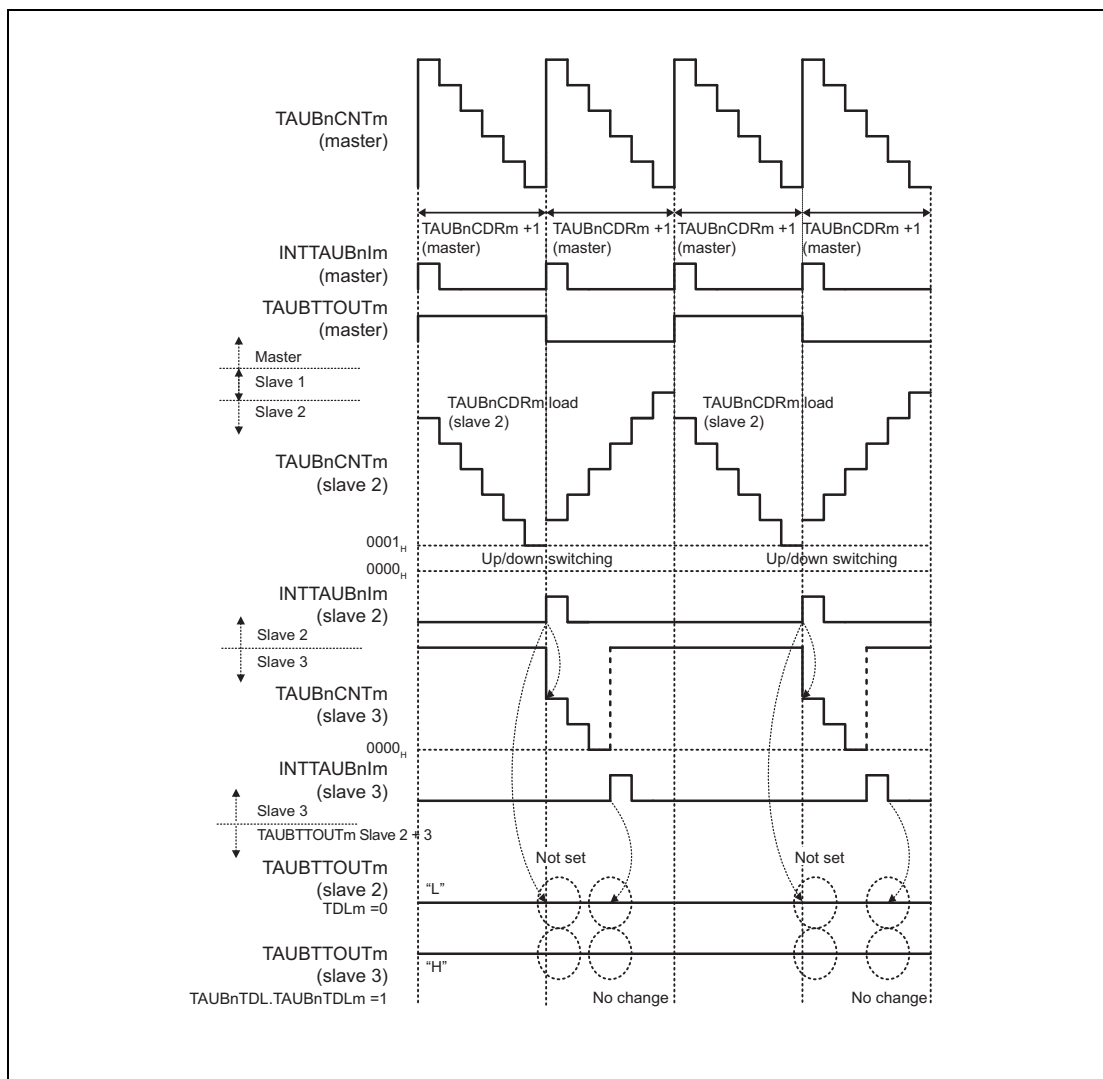 TAUBnCNTm
(master)
TAUBnCDRm +1 TAUBnCDRm +1 TAUBnCDRm +1 TAUBnCDRm +1
(master) (master) (master) (master)
INTTAUBnIm
(master)
TAUBTTOUTm
(master)
Master
Slave 1
Slave 2
TAUBnCDRm load
(slave 2)
TAUBnCDRm load
(slave 2)
TAUBnCNTm
(slave 2)
0001H
Up/down switching Up/down switching
0000H
INTTAUBnIm
(slave 2)
Slave 2
Slave 3
TAUBnCNTm
(slave 3)
0000H
INTTAUBnIm
(slave 3)
Slave 3
TAUBTTOUTm Slave 2 + 3
Not set Not set
TAUBTTOUTm
(slave 2)
TDLm =0
“L”
TAUBTTOUTm
(slave 3)
“H”
TAUBnTDL.TAUBnTDLm =1
No change No change